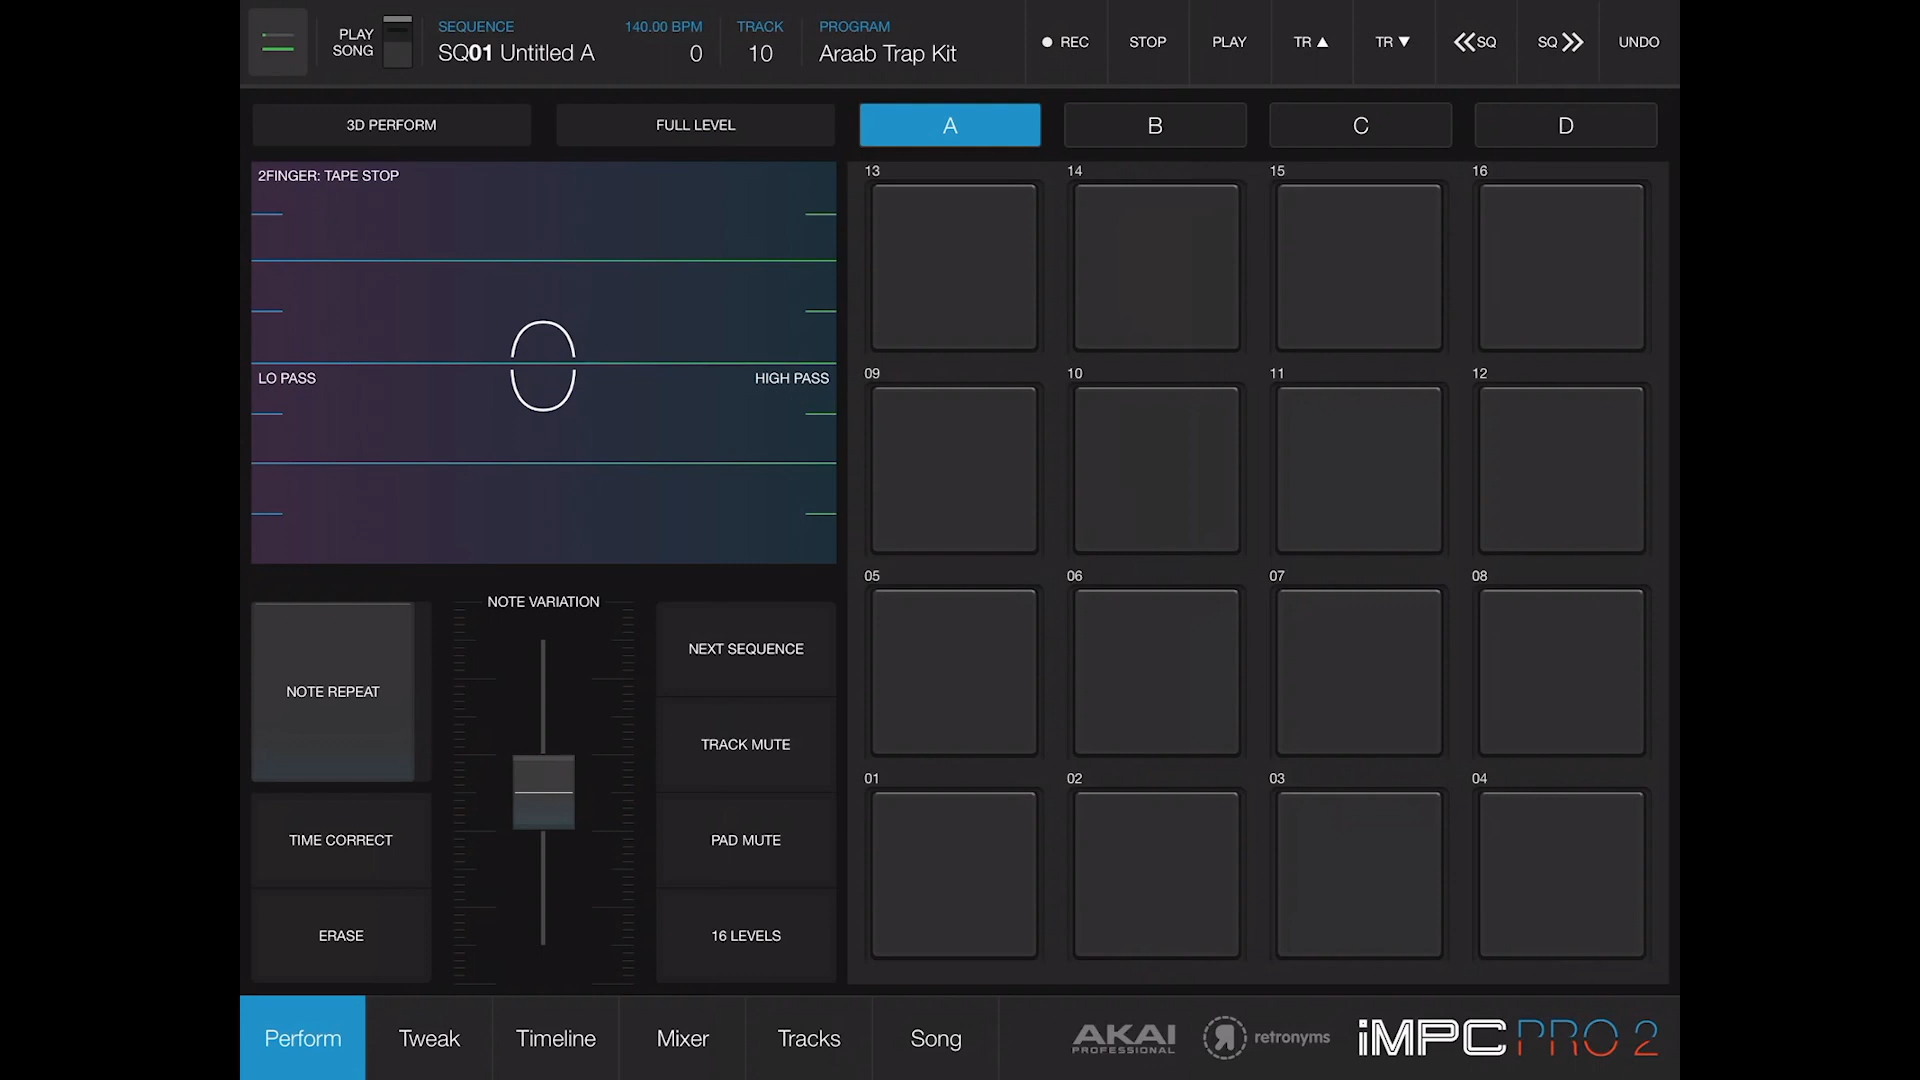 PLAY
SONG
SEQUENCE
SQ01 Untitled A
140.00 BPM
0
TRACK
10
PROGRAM
Araab Trap Kit
REC
STOP
PLAY
TR ▲
TR ▼
SQ
SQ
UNDO
3D PERFORM
FULL LEVEL
A
B
C
D
2FINGER: TAPE STOP
LO PASS
HIGH PASS
13
14
15
16
09
10
11
12
05
06
07
08
01
02
03
04
NOTE REPEAT
NOTE VARIATION
NEXT SEQUENCE
TRACK MUTE
TIME CORRECT
PAD MUTE
ERASE
16 LEVELS
Perform
Tweak
Timeline
Mixer
Tracks
Song
AKAI
PROFESSIONAL
retronyms
iMPC PRO 2